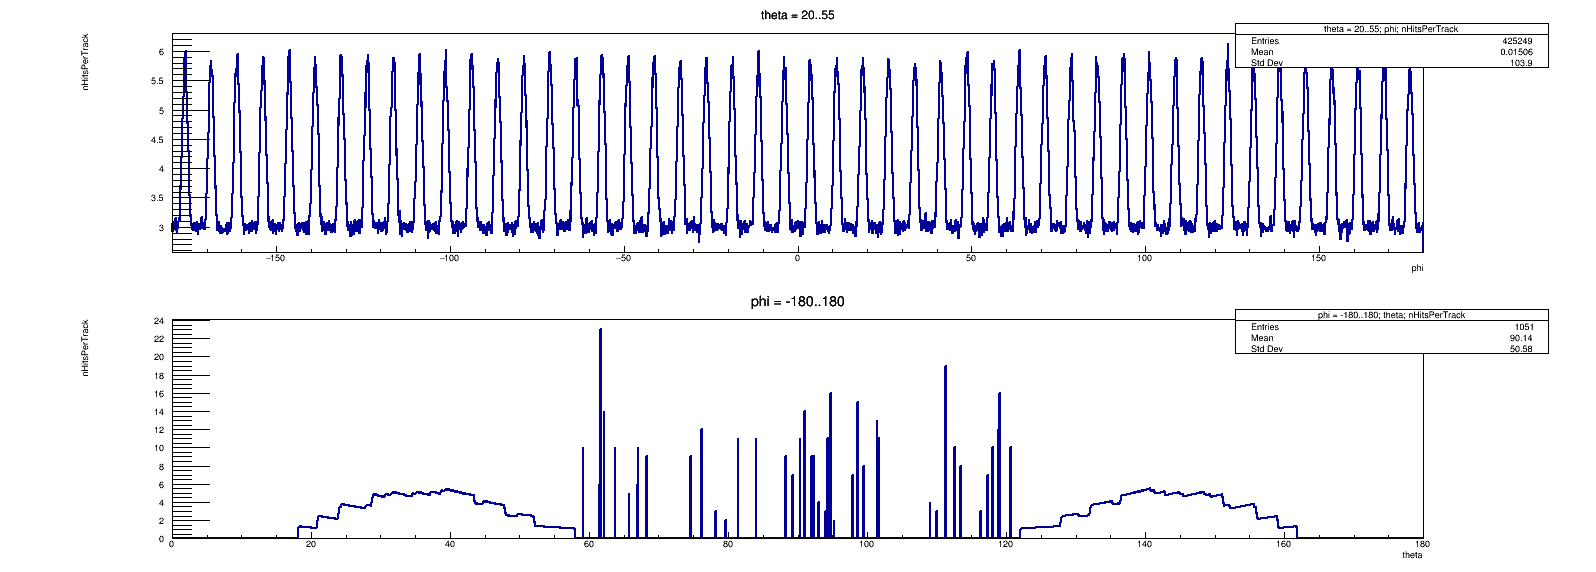 theta = 20..55
nHitsPerTrack
theta = 20..55; phi; nHitsPerTrack
Entries 425249
Mean 0.01506
Std Dev 103.9
6
5.5
5
4.5
4
3.5
3
−150 −100 −50 0 50 100 150
phi
phi = -180..180
nHitsPerTrack
phi = -180..180; theta; nHitsPerTrack
Entries 1051
Mean 90.14
Std Dev 50.58
24
22
20
18
16
14
12
10
8
6
4
2
0
0 20 40 60 80 100 120 140 160 180
theta